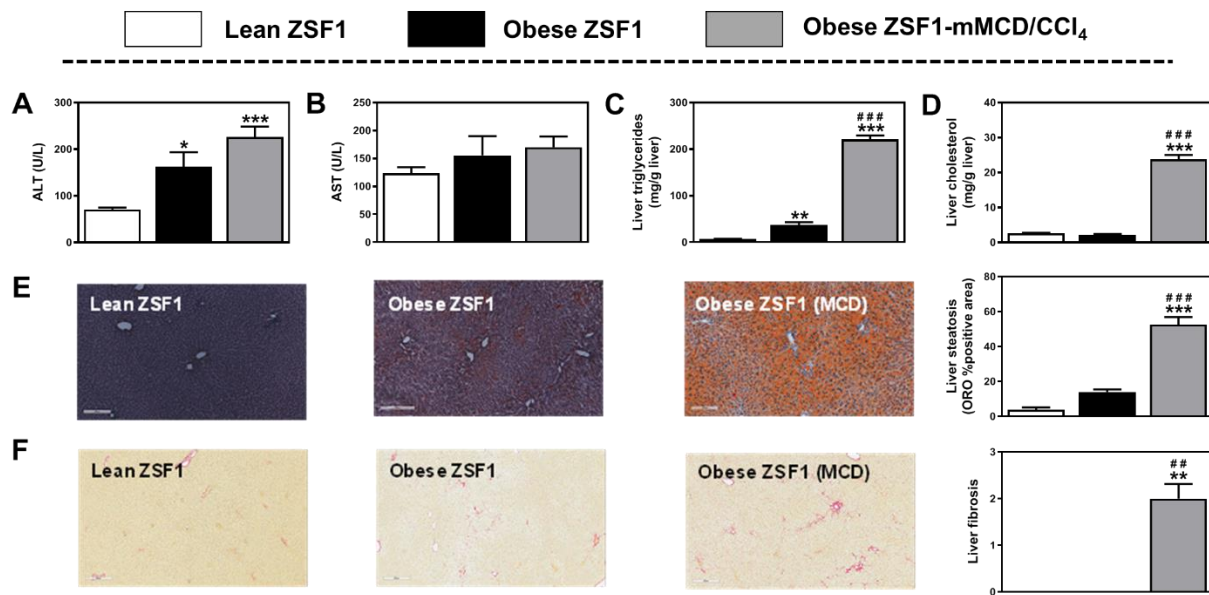 Lean ZSF1
Obese ZSF1
Obese ZSF1-mMCD/CCl₄
A
ALT (U/L)
300
200
100
0
*
***
B
AST (U/L)
250
200
150
100
50
0
C
Liver triglycerides
(mg/g liver)
300
200
100
0
**
###
***
D
Liver cholesterol
(mg/g liver)
40
30
20
10
0
###
***
E
Lean ZSF1
Obese ZSF1
Obese ZSF1 (MCD)
Liver steatosis
(ORO %positive area)
80
60
40
20
0
###
***
F
Lean ZSF1
Obese ZSF1
Obese ZSF1 (MCD)
Liver fibrosis
3
2
1
0
##
**